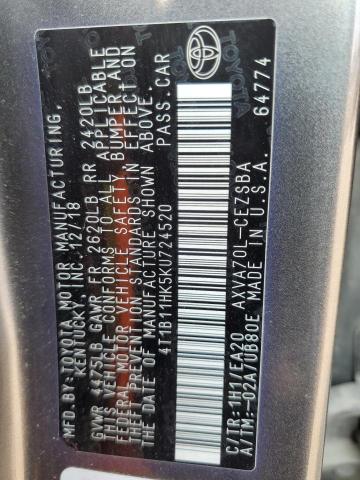 MFD.BY:TOYOTA MOTOR MANUFACTURING,
KENTUCKY, INC. 12/18
GVWR 4475LB GAWR FR 2620LB RR 2420LB
THIS VEHICLE CONFORMS TO ALL APPLICABLE
FEDERAL MOTOR VEHICLE SAFETY, BUMPER, AND
THEFT PREVENTION STANDARDS IN EFFECT ON
THE DATE OF MANUFACTURE SHOWN ABOVE.
4T1B11HK5KU724520 PASS. CAR
C/TR: 1H1/EA20 AXVA70L-CEZSBA
A/TM:-02A/UB80E MADE IN U.S.A.
64774
TOYOTA